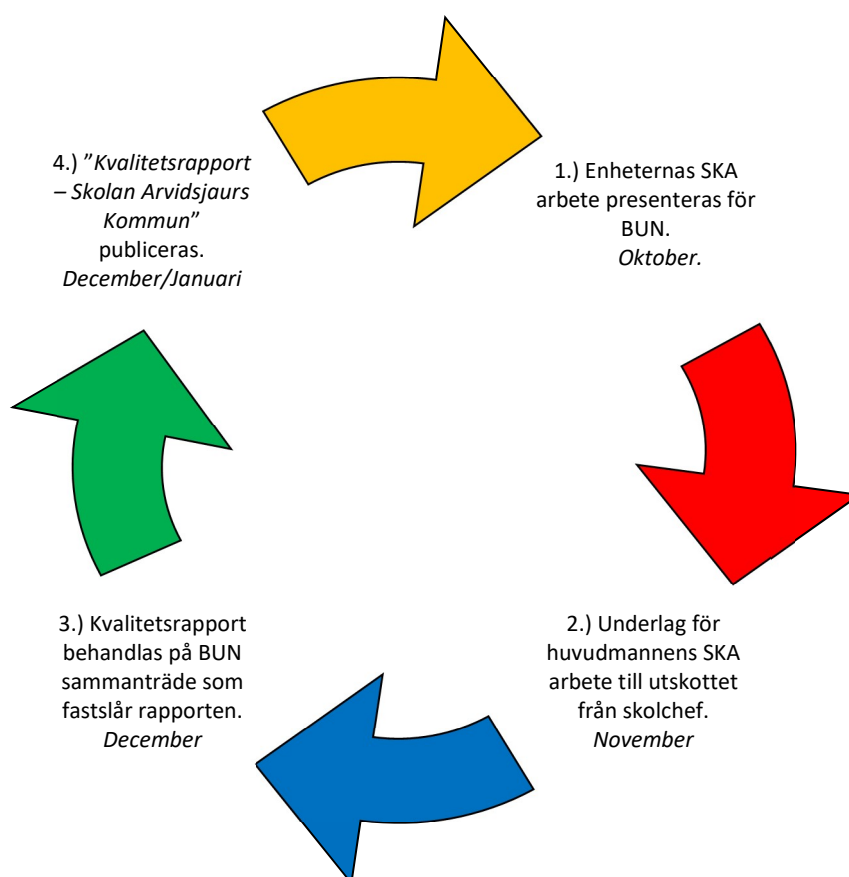 1.) Enheternas SKA
arbete presenteras för
BUN.
Oktober.
2.) Underlag för
huvudmannens SKA
arbete till utskottet
från skolchef.
November
3.) Kvalitetsrapport
behandlas på BUN
sammanträde som
fastslår rapporten.
December
4.) ”Kvalitetsrapport
– Skolan Arvidsjaurs
Kommun”
publiceras.
December/Januari